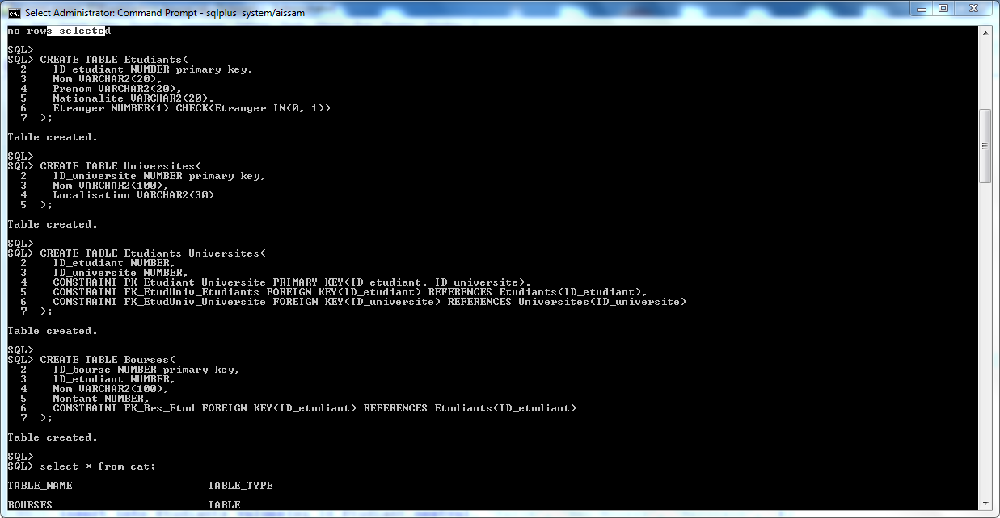 Select Administrator: Command Prompt - sqlplus  system/aissam
no rows selected
SQL>
SQL> CREATE TABLE Etudiants(
  2    ID_etudiant NUMBER primary key,
  3    Nom VARCHAR2(20),
  4    Prenom VARCHAR2(20),
  5    Nationalite VARCHAR2(20),
  6    Etranger NUMBER(1) CHECK(Etranger IN(0, 1))
  7  );
Table created.
SQL>
SQL> CREATE TABLE Universites(
  2    ID_universite NUMBER primary key,
  3    Nom VARCHAR2(100),
  4    Localisation VARCHAR2(30)
  5  );
Table created.
SQL>
SQL> CREATE TABLE Etudiants_Universites(
  2    ID_etudiant NUMBER,
  3    ID_universite NUMBER,
  4    CONSTRAINT PK_Etudiant_Universite PRIMARY KEY(ID_etudiant, ID_universite),
  5    CONSTRAINT FK_EtudUniv_Etudiants FOREIGN KEY(ID_etudiant) REFERENCES Etudiants(ID_etudiant),
  6    CONSTRAINT FK_EtudUniv_Universite FOREIGN KEY(ID_universite) REFERENCES Universites(ID_universite)
  7  );
Table created.
SQL>
SQL> CREATE TABLE Bourses(
  2    ID_bourse NUMBER primary key,
  3    ID_etudiant NUMBER,
  4    Nom VARCHAR2(100),
  5    Montant NUMBER,
  6    CONSTRAINT FK_Brs_Etud FOREIGN KEY(ID_etudiant) REFERENCES Etudiants(ID_etudiant)
  7  );
Table created.
SQL>
SQL> select * from cat;
TABLE_NAME                     TABLE_TYPE
------------------------------ -----------
BOURSES                        TABLE